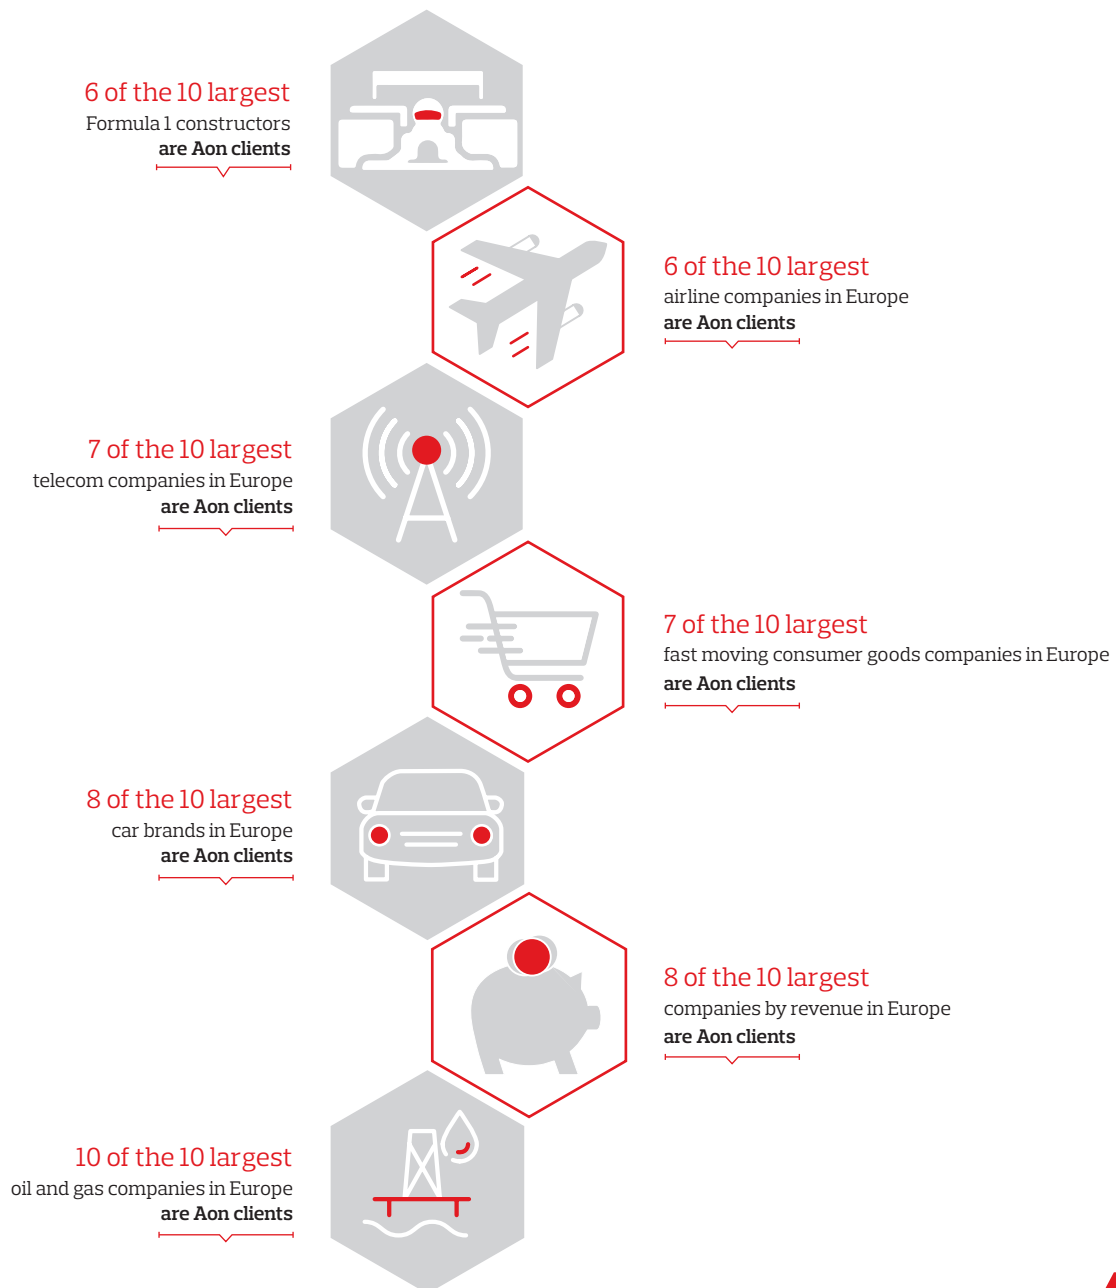 6 of the 10 largest
Formula 1 constructors
are Aon clients
6 of the 10 largest
airline companies in Europe
are Aon clients
7 of the 10 largest
telecom companies in Europe
are Aon clients
7 of the 10 largest
fast moving consumer goods companies in Europe
are Aon clients
8 of the 10 largest
car brands in Europe
are Aon clients
8 of the 10 largest
companies by revenue in Europe
are Aon clients
10 of the 10 largest
oil and gas companies in Europe
are Aon clients